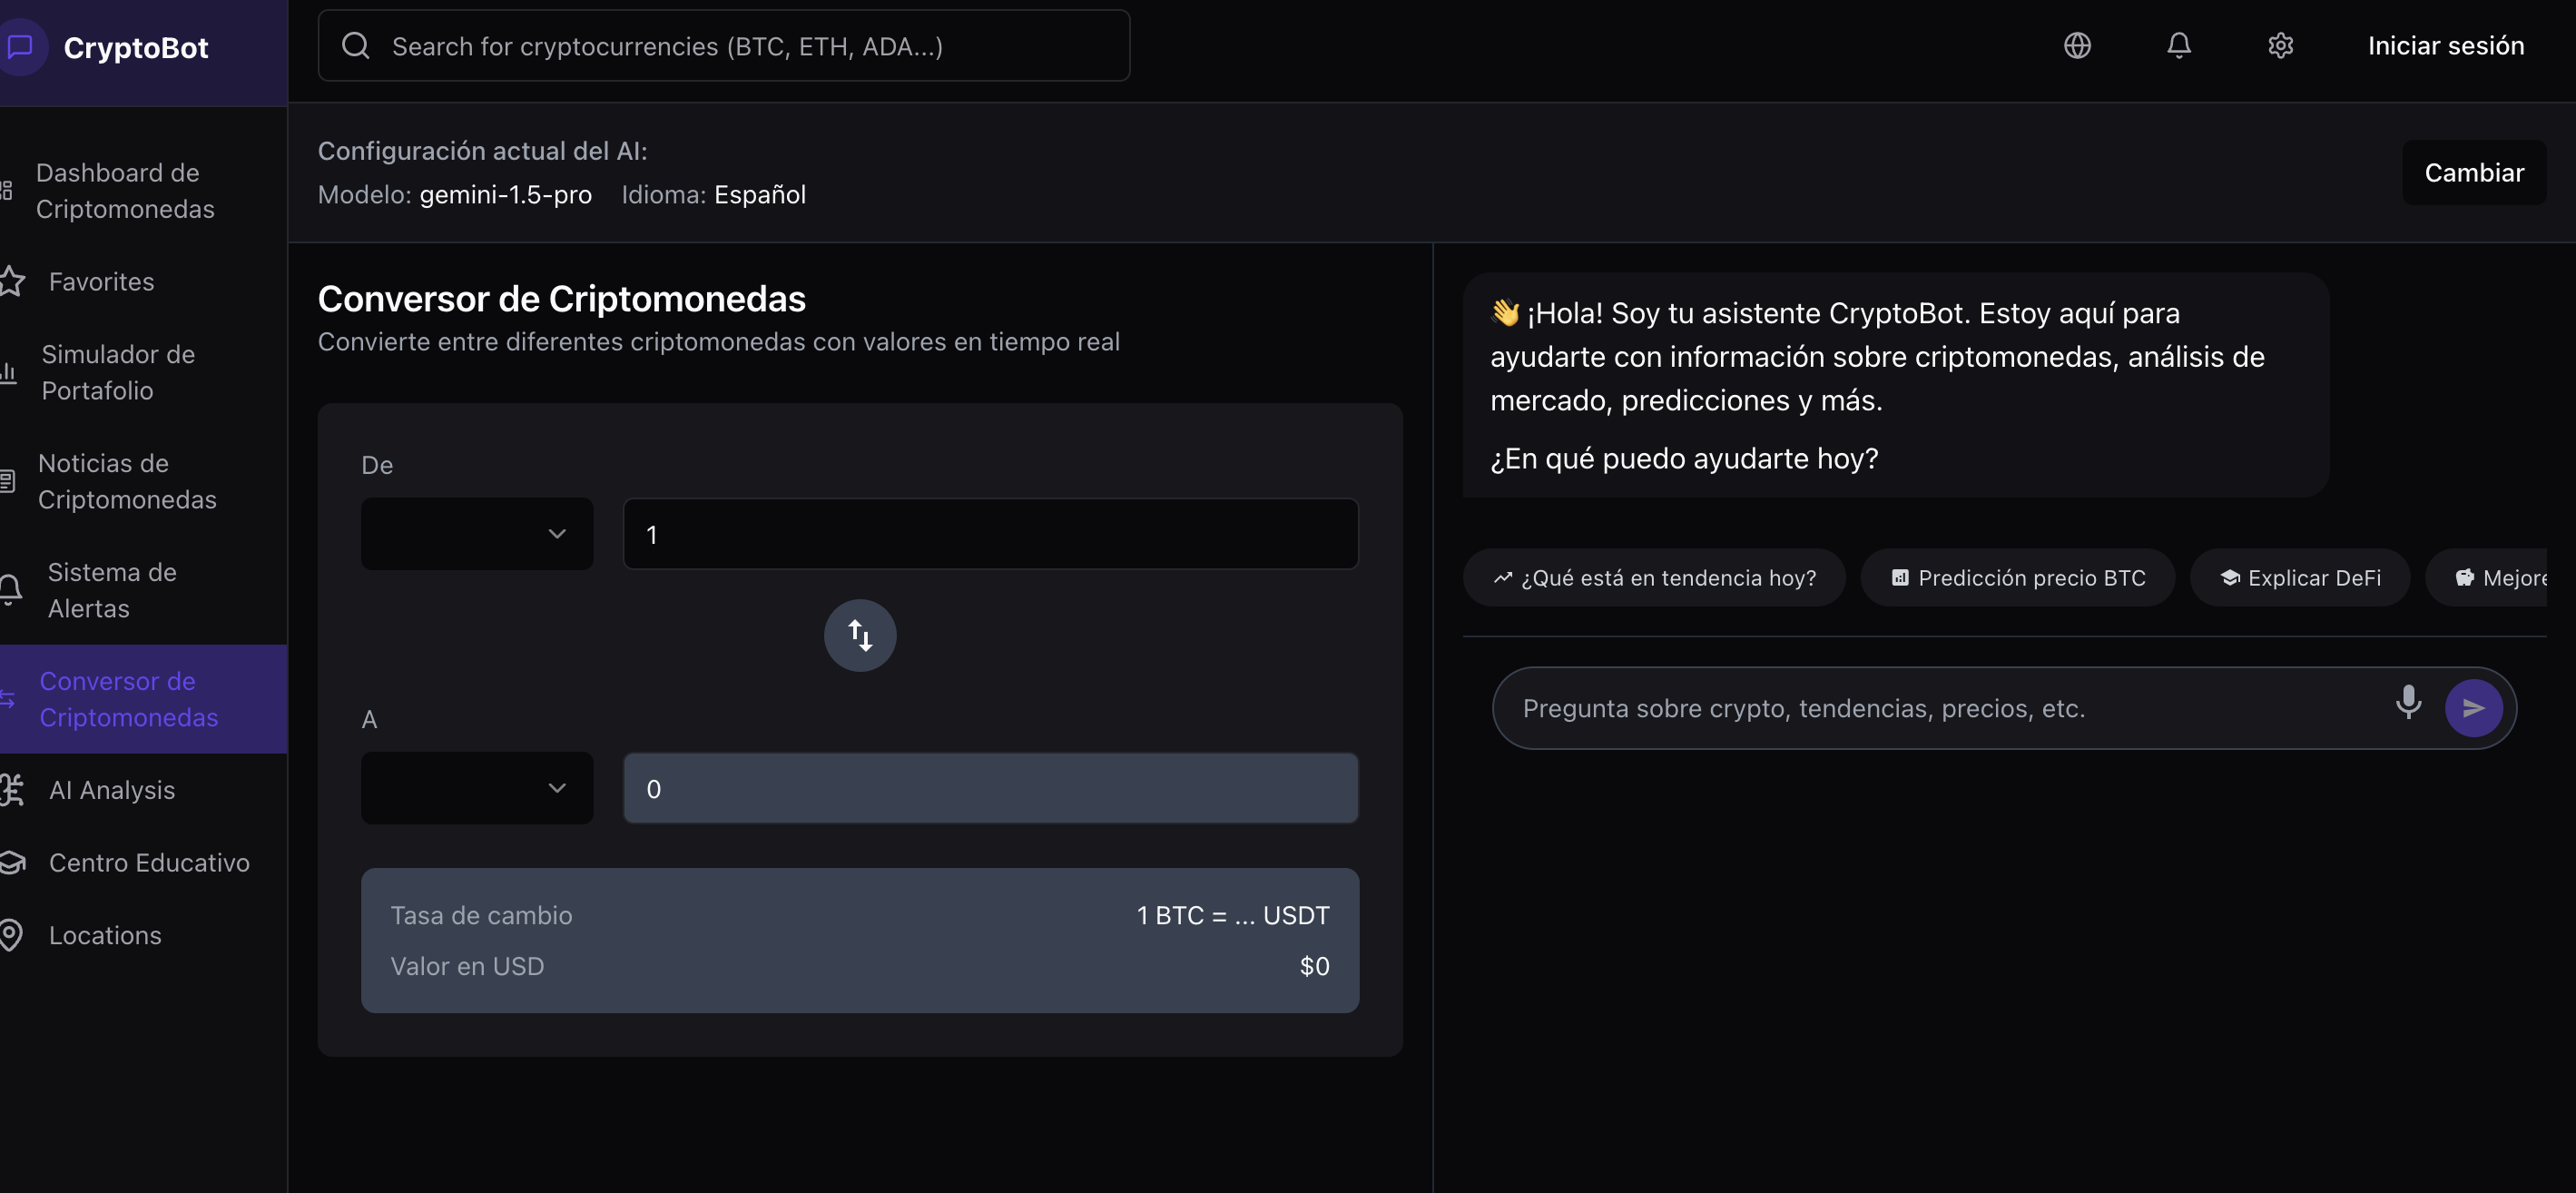 CryptoBot
Search for cryptocurrencies (BTC, ETH, ADA...)
Iniciar sesión
Dashboard de
Criptomonedas
Favorites
Simulador de
Portafolio
Noticias de
Criptomonedas
Sistema de
Alertas
Conversor de
Criptomonedas
AI Analysis
Centro Educativo
Locations
Configuración actual del AI:
Modelo: gemini-1.5-pro Idioma: Español
Cambiar
Conversor de Criptomonedas
Convierte entre diferentes criptomonedas con valores en tiempo real
De
1
A
0
Tasa de cambio 1 BTC = ... USDT
Valor en USD $0
👋 ¡Hola! Soy tu asistente CryptoBot. Estoy aquí para
ayudarte con información sobre criptomonedas, análisis de
mercado, predicciones y más.
¿En qué puedo ayudarte hoy?
¿Qué está en tendencia hoy? Predicción precio BTC Explicar DeFi Mejore
Pregunta sobre crypto, tendencias, precios, etc.